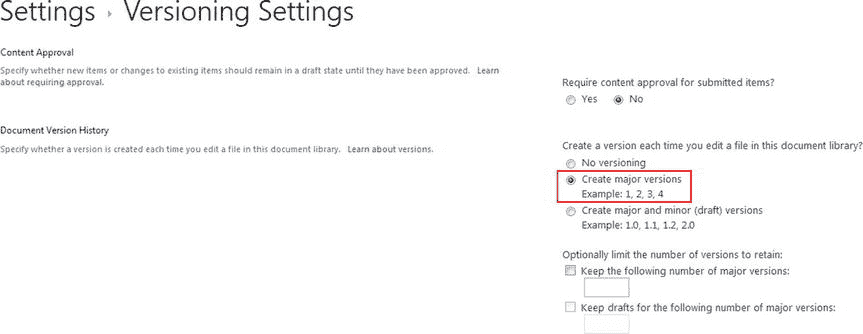 Settings › Versioning Settings
Content Approval
Specify whether new items or changes to existing items should remain in a draft state until they have been approved. Learn
about requiring approval.
Require content approval for submitted items?
Yes No
Document Version History
Specify whether a version is created each time you edit a file in this document library. Learn about versions.
Create a version each time you edit a file in this document library?
No versioning
Create major versions
Example: 1, 2, 3, 4
Create major and minor (draft) versions
Example: 1.0, 1.1, 1.2, 2.0
Optionally limit the number of versions to retain:
Keep the following number of major versions:
Keep drafts for the following number of major versions: